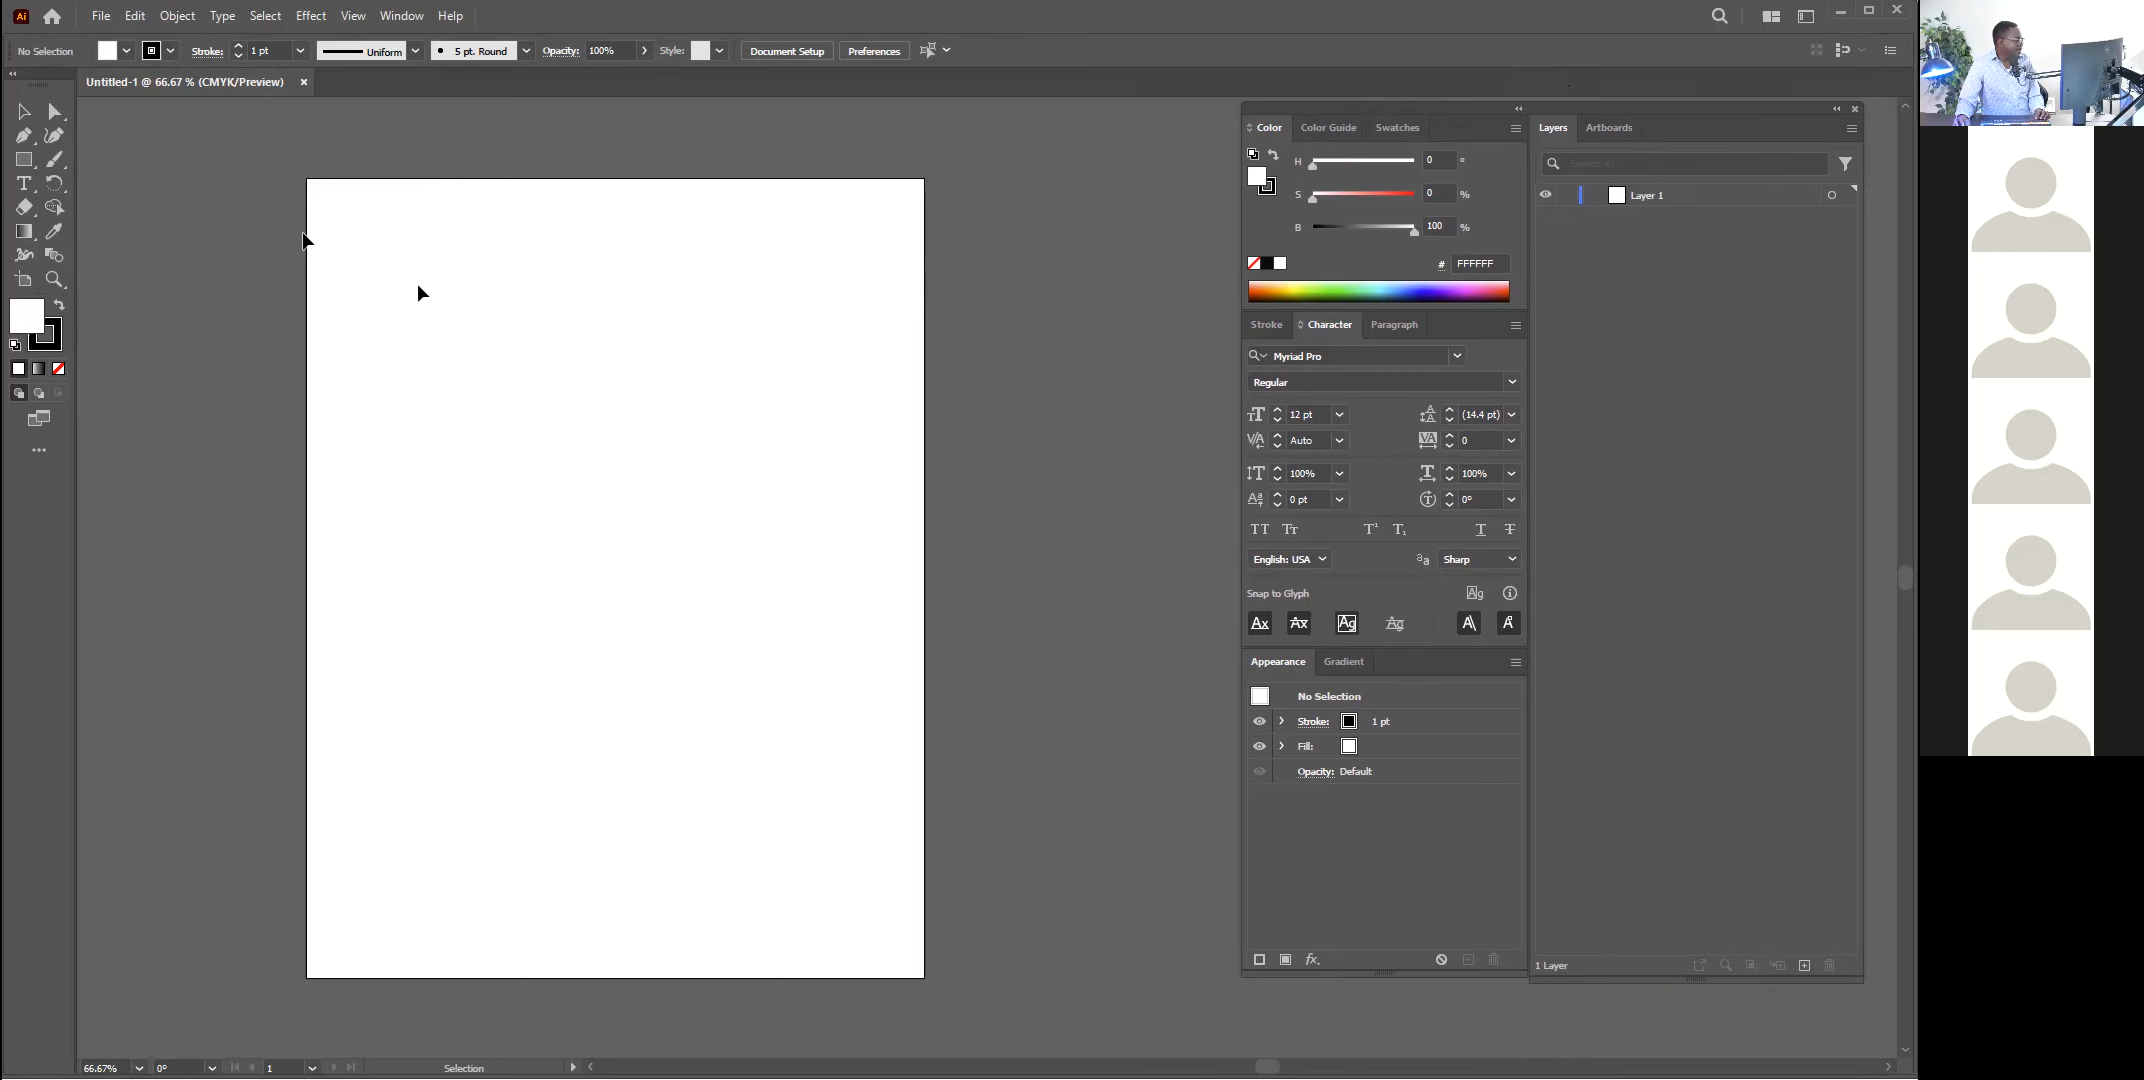 Ai File Edit Object Type Select Effect View Window Help
No Selection Stroke: 1 pt Uniform 5 pt. Round Opacity: 100% Style: Document Setup Preferences
Untitled-1 @ 66.67 % (CMYK/Preview)
Color Color Guide Swatches
H 0 °
S 0 %
B 100 %
# FFFFFF
Stroke Character Paragraph
Myriad Pro
Regular
12 pt (14.4 pt)
Auto 0
100% 100%
0 pt 0°
English: USA Sharp
Snap to Glyph
Appearance Gradient
No Selection
Stroke: 1 pt
Fill:
Opacity: Default
fx.
Layers Artboards
Search All
Layer 1
1 Layer
66.67% 0° 1 Selection